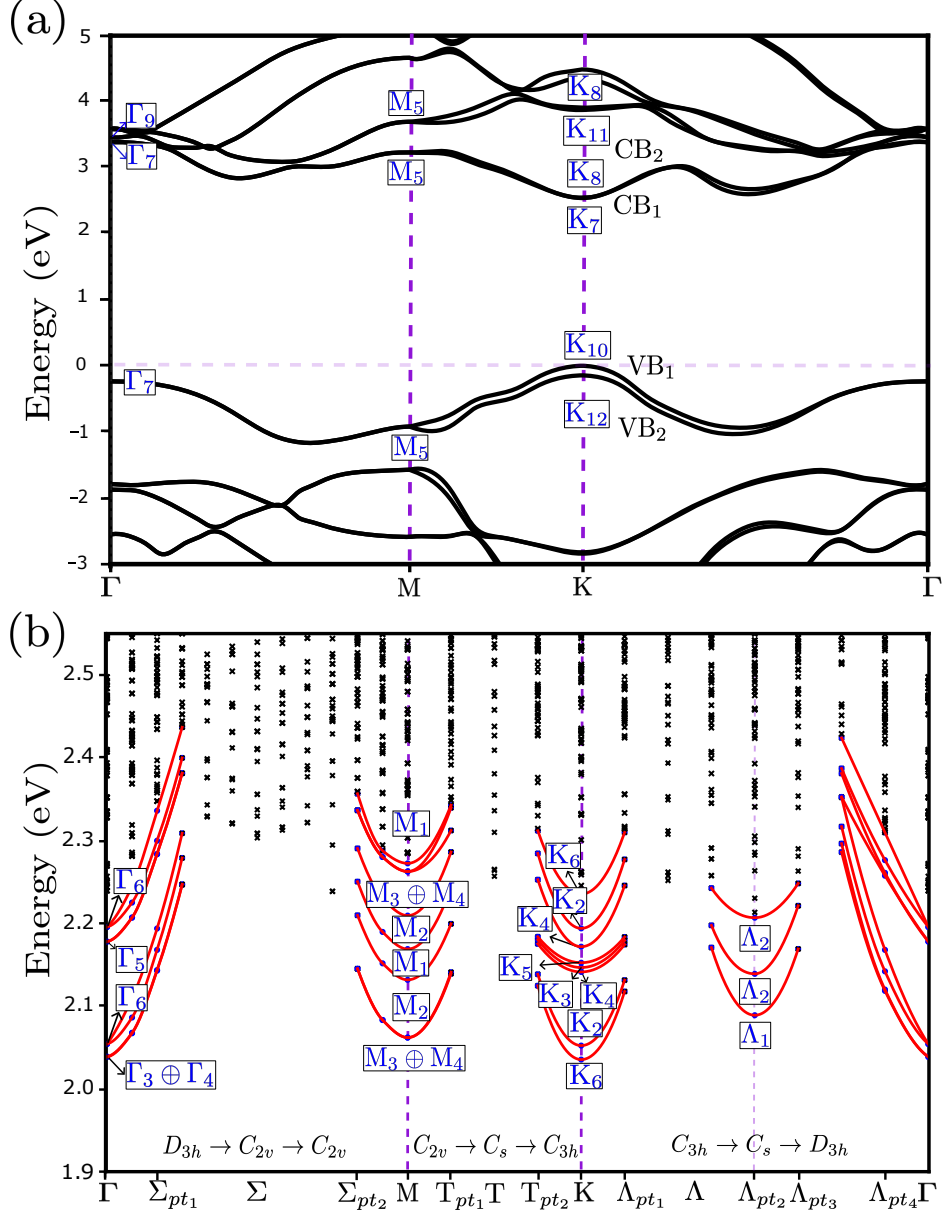 (a)
Energy (eV)
5
4
3
2
1
0
−1
−2
−3
Γ9
Γ7
M5
M5
K8
K11
CB2
K8
CB1
K7
K10
VB1
Γ7
K12
VB2
M5
Γ
M
K
Γ
(b)
Energy (eV)
2.5
2.4
2.3
2.2
2.1
2.0
1.9
Γ6
Γ5
Γ6
Γ3 ⊕ Γ4
M1
M3 ⊕ M4
M2
M1
M2
M3 ⊕ M4
K6
K2
K4
K5
K3
K4
K2
K6
Λ2
Λ2
Λ1
D3h → C2v → C2v
C2v → Cs → C3h
C3h → Cs → D3h
Γ Σpt1 Σ Σpt2 M Tpt1 T Tpt2 K Λpt1 Λ Λpt2 Λpt3 Λpt4 Γ